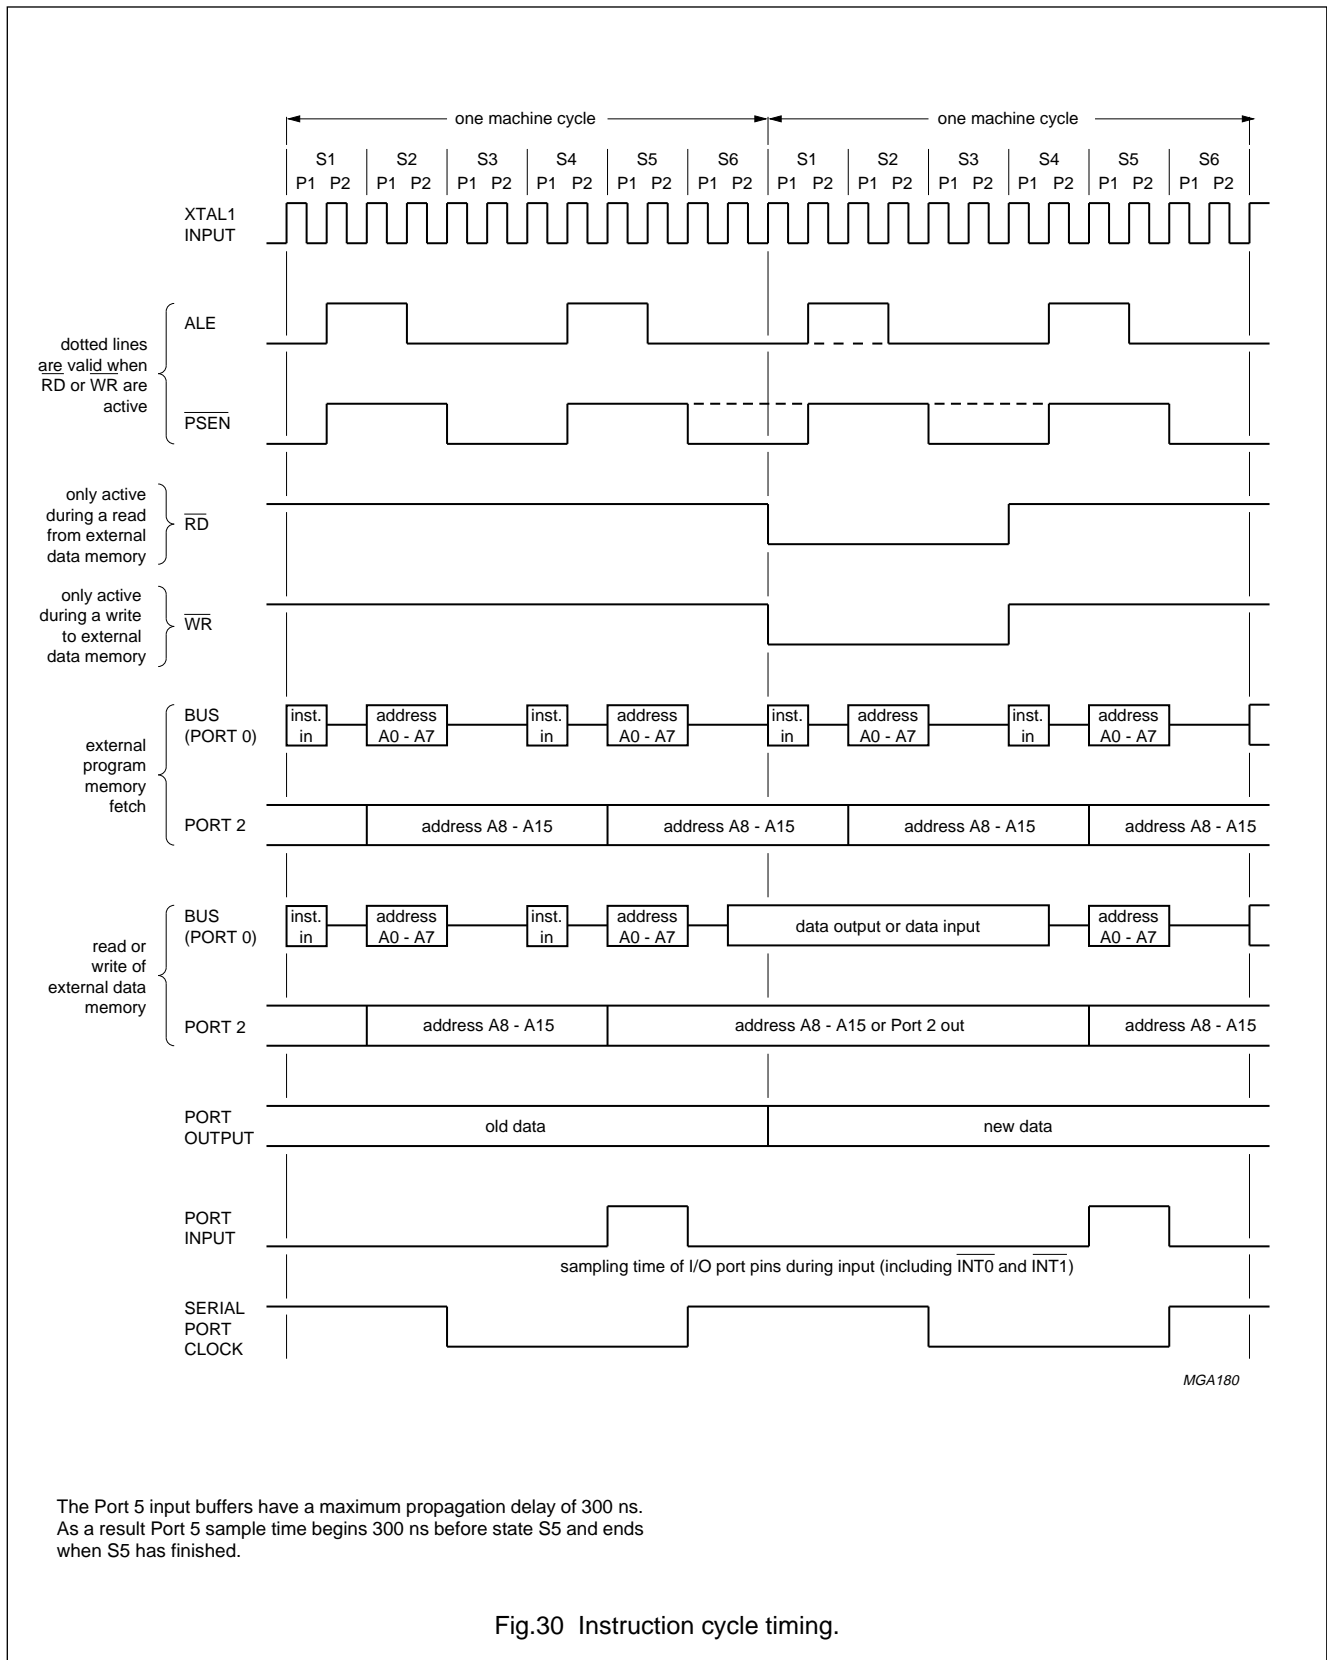 one machine cycle one machine cycle
S1 S2 S3 S4 S5 S6 S1 S2 S3 S4 S5 S6
P1 P2 P1 P2 P1 P2 P1 P2 P1 P2 P1 P2 P1 P2 P1 P2 P1 P2 P1 P2 P1 P2 P1 P2
XTAL1
INPUT
dotted lines
are valid when
RD or WR are
active
ALE
PSEN
only active
during a read
from external
data memory
RD
only active
during a write
to external
data memory
WR
external
program
memory
fetch
BUS
(PORT 0)
inst. address inst. address inst. address inst. address
in A0 - A7 in A0 - A7 in A0 - A7 in A0 - A7
PORT 2 address A8 - A15 address A8 - A15 address A8 - A15 address A8 - A15
read or
write of
external data
memory
BUS
(PORT 0)
inst. address inst. address data output or data input address
in A0 - A7 in A0 - A7 A0 - A7
PORT 2 address A8 - A15 address A8 - A15 or Port 2 out address A8 - A15
PORT
OUTPUT
old data new data
PORT
INPUT
sampling time of I/O port pins during input (including INT0 and INT1)
SERIAL
PORT
CLOCK
MGA180
The Port 5 input buffers have a maximum propagation delay of 300 ns.
As a result Port 5 sample time begins 300 ns before state S5 and ends
when S5 has finished.
Fig.30 Instruction cycle timing.